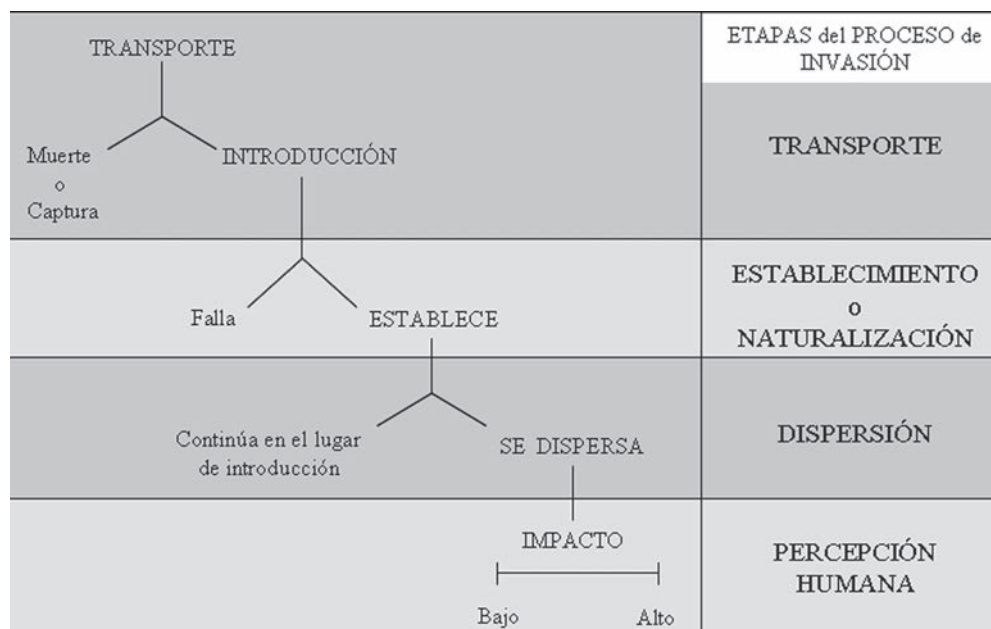 TRANSPORTE
Muerte
o
Captura
INTRODUCCIÓN
Falla
ESTABLECE
Continúa en el lugar
de introducción
SE DISPERSA
IMPACTO
Bajo
Alto
ETAPAS del PROCESO de
INVASIÓN
TRANSPORTE
ESTABLECIMIENTO
o
NATURALIZACIÓN
DISPERSIÓN
PERCEPCIÓN
HUMANA